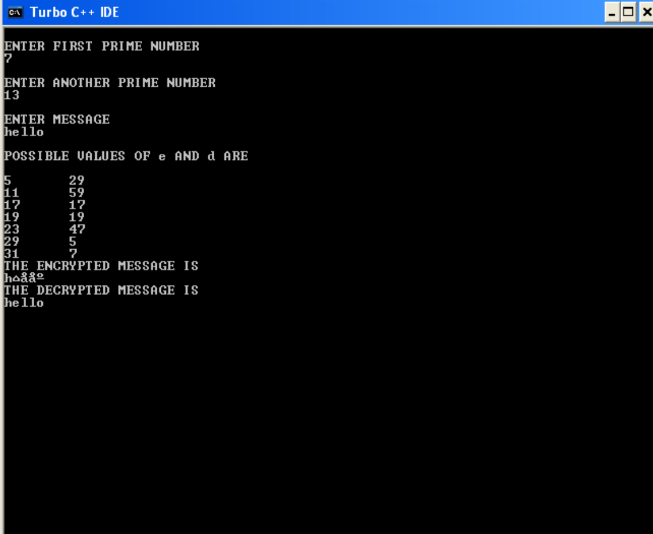 Turbo C++ IDE
ENTER FIRST PRIME NUMBER
7
ENTER ANOTHER PRIME NUMBER
13
ENTER MESSAGE
hello
POSSIBLE VALUES OF e AND d ARE
5 29
11 59
17 17
19 19
23 47
29 5
31 7
THE ENCRYPTED MESSAGE IS
THE DECRYPTED MESSAGE IS
hello